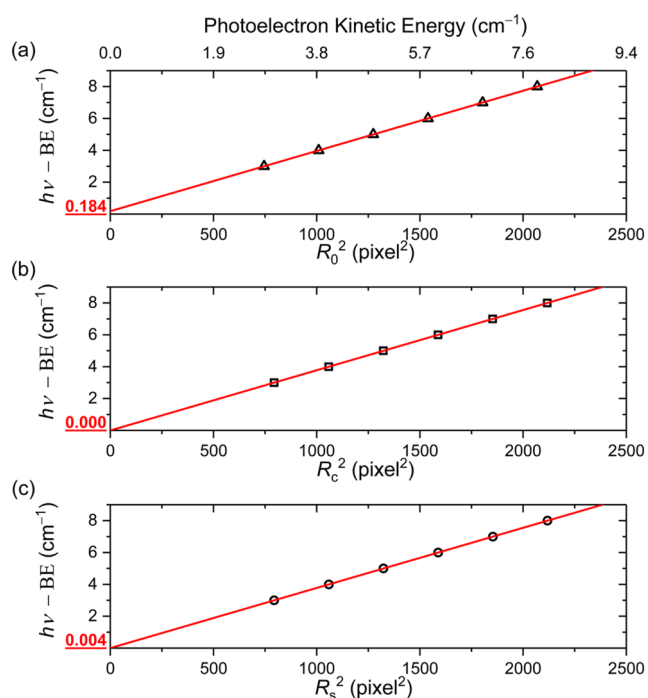 Photoelectron Kinetic Energy (cm⁻¹)
0.0 1.9 3.8 5.7 7.6 9.4
(a)
hν − BE (cm⁻¹)
8
6
4
2
0.184
0 500 1000 1500 2000 2500
R₀² (pixel²)
(b)
hν − BE (cm⁻¹)
8
6
4
2
0.000
0 500 1000 1500 2000 2500
R_c² (pixel²)
(c)
hν − BE (cm⁻¹)
8
6
4
2
0.004
0 500 1000 1500 2000 2500
R_s² (pixel²)